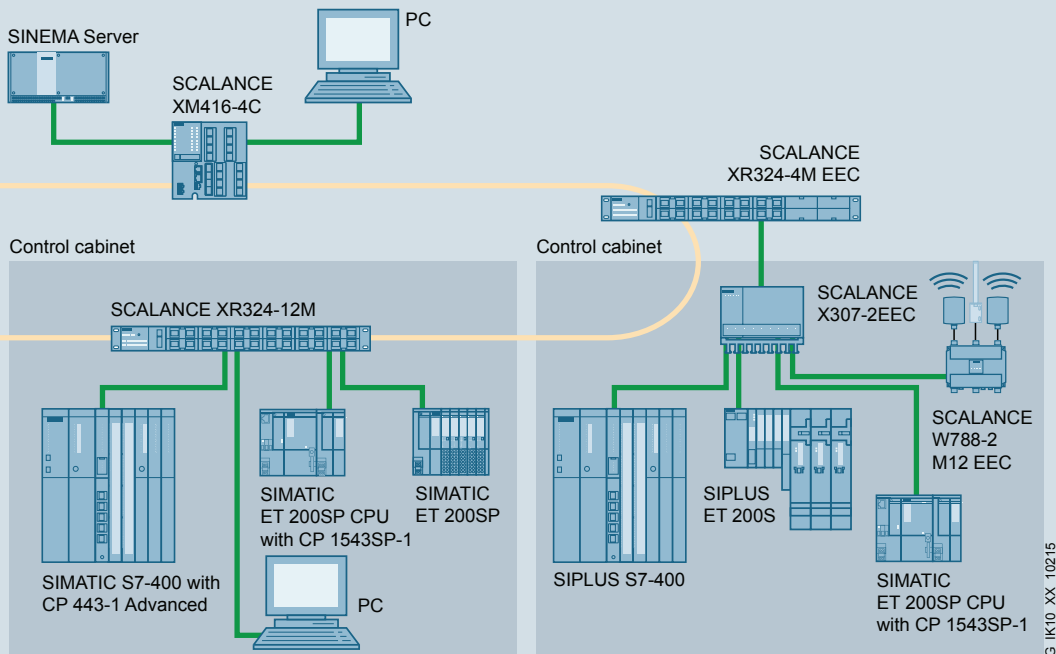 SINEMA Server
PC
SCALANCE
XM416-4C
SCALANCE
XR324-4M EEC
Control cabinet
Control cabinet
SCALANCE XR324-12M
SCALANCE
X307-2EEC
SCALANCE
W788-2
M12 EEC
SIMATIC
ET 200SP CPU
with CP 1543SP-1
SIMATIC
ET 200SP
SIPLUS
ET 200S
SIMATIC S7-400 with
CP 443-1 Advanced
PC
SIPLUS S7-400
SIMATIC
ET 200SP CPU
with CP 1543SP-1
G_IK10_XX_10215